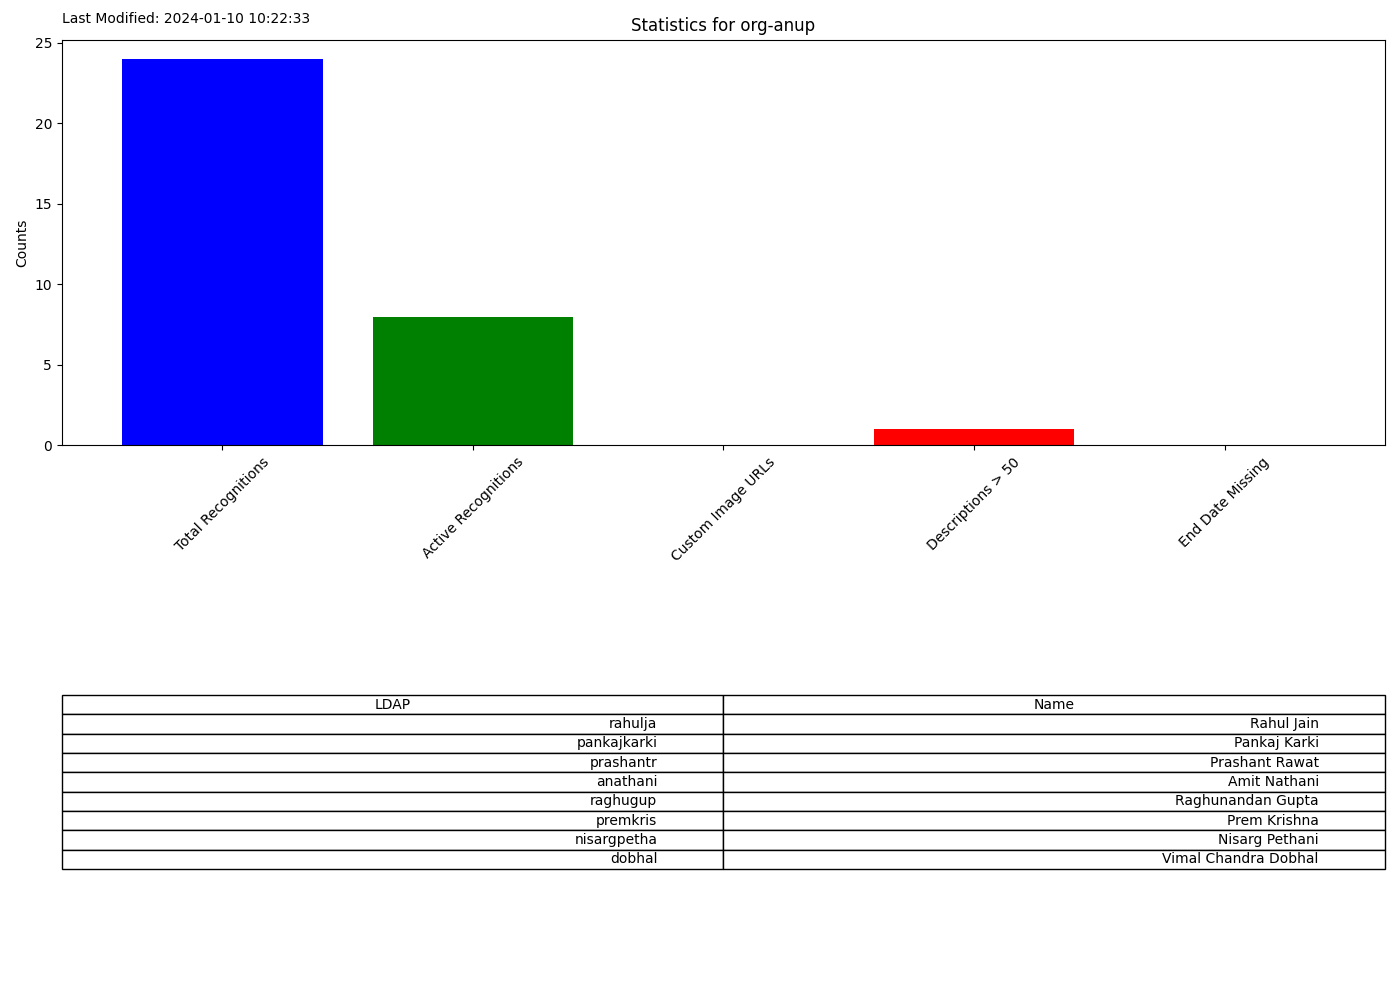 Last Modified: 2024-01-10 10:22:33
Statistics for org-anup
Counts
25
20
15
10
5
0
Total Recognitions
Active Recognitions
Custom Image URLs
Descriptions > 50
End Date Missing
LDAP Name
rahulja Rahul Jain
pankajkarki Pankaj Karki
prashantr Prashant Rawat
anathani Amit Nathani
raghugup Raghunandan Gupta
premkris Prem Krishna
nisargpetha Nisarg Pethani
dobhal Vimal Chandra Dobhal